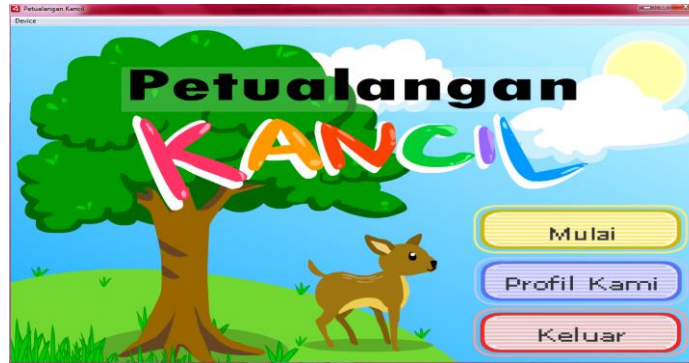 Petualangan Kancil
Device
Petualangan
KANCIL
Mulai
Profil Kami
Keluar